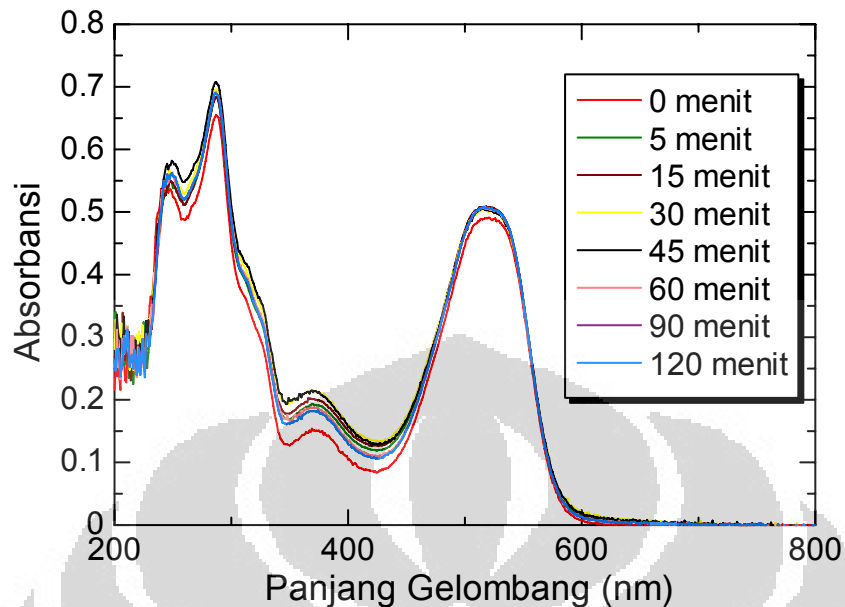 0.8
0.7
0.6
0.5
0.4
0.3
0.2
0.1
0
Absorbansi
0 menit
5 menit
15 menit
30 menit
45 menit
60 menit
90 menit
120 menit
200 400 600 800
Panjang Gelombang (nm)